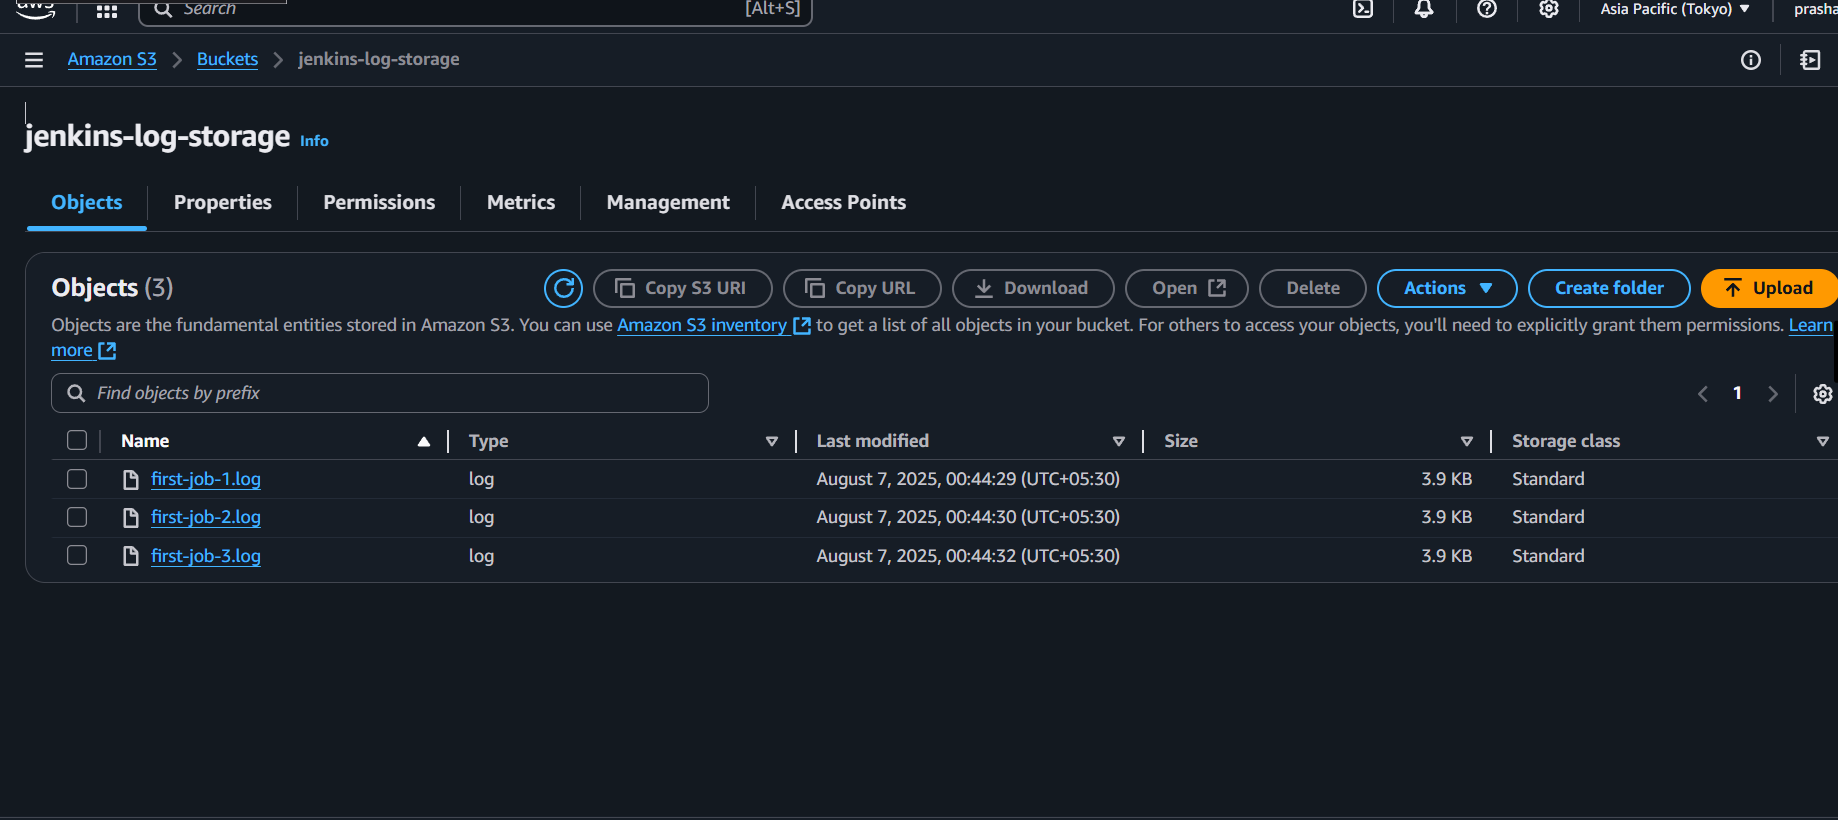 aws Search [Alt+S] Asia Pacific (Tokyo) prasha
Amazon S3 Buckets jenkins-log-storage
jenkins-log-storage Info
Objects Properties Permissions Metrics Management Access Points
Objects (3) Copy S3 URI Copy URL Download Open Delete Actions Create folder Upload
Objects are the fundamental entities stored in Amazon S3. You can use Amazon S3 inventory to get a list of all objects in your bucket. For others to access your objects, you'll need to explicitly grant them permissions. Learn
more
Find objects by prefix 1
Name Type Last modified Size Storage class
first-job-1.log log August 7, 2025, 00:44:29 (UTC+05:30) 3.9 KB Standard
first-job-2.log log August 7, 2025, 00:44:30 (UTC+05:30) 3.9 KB Standard
first-job-3.log log August 7, 2025, 00:44:32 (UTC+05:30) 3.9 KB Standard